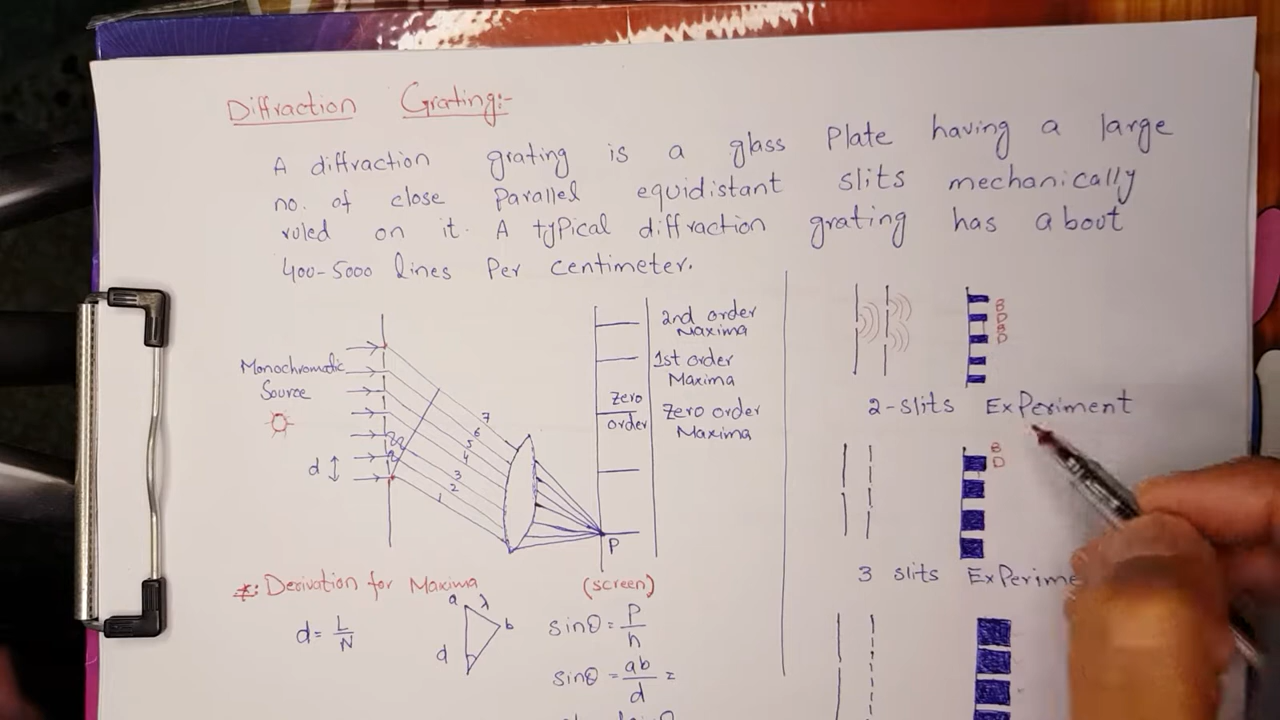 Diffraction Grating:-
A diffraction grating is a glass Plate having a large
no. of close Parallel equidistant slits mechanically
ruled on it. A typical diffraction grating has about
400-5000 lines Per centimeter.
Monochromatic
Source
d
7
6
5
4
3
2
1
P
(screen)
Zero
order
2nd order
Maxima
1st order
Maxima
Zero order
Maxima
B
D
B
D
2-slits ExPeriment
B
D
3 slits ExPerime
*: Derivation for Maxima
d = L/N
a λ
b
d
sinθ = P/h
sinθ = ab/d =